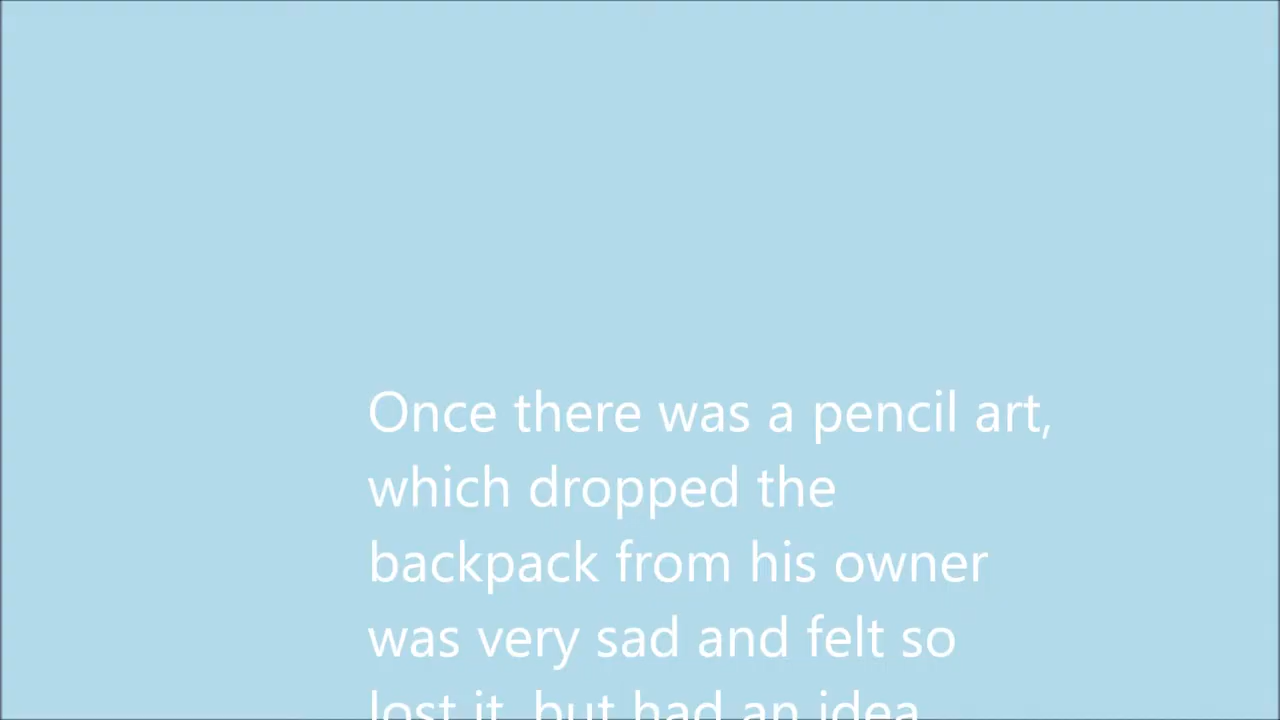 Once there was a pencil art,
which dropped the
backpack from his owner
was very sad and felt so
lost it, but had an idea